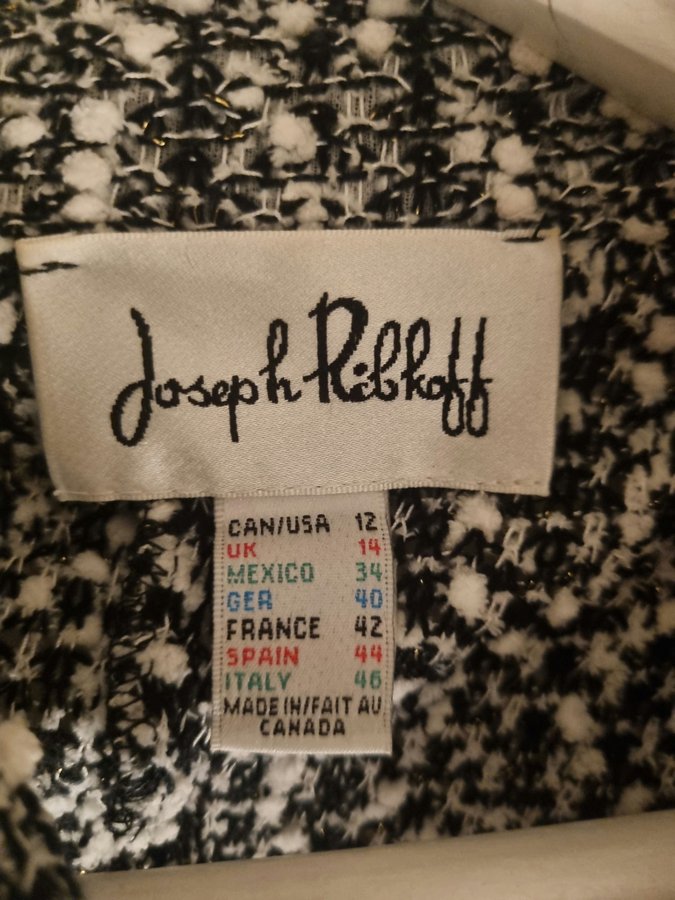 Joseph Ribkoff
CAN/USA 12
UK 14
MEXICO 34
GER 40
FRANCE 42
SPAIN 44
ITALY 46
MADE IN/FAIT AU
CANADA